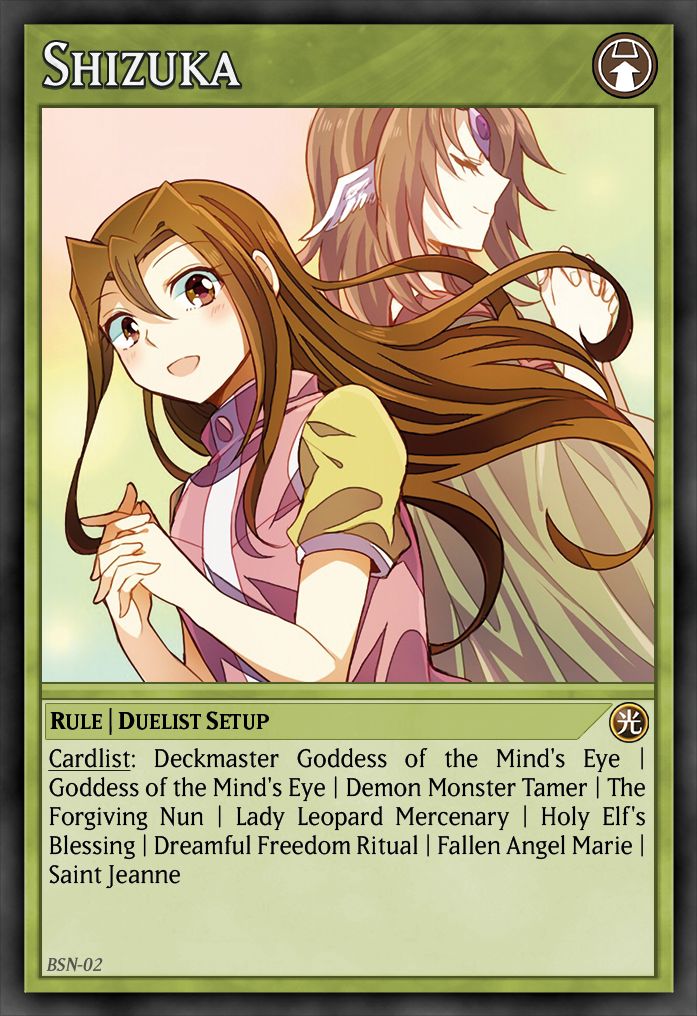 Shizuka
Rule | Duelist Setup
光
Cardlist: Deckmaster Goddess of the Mind's Eye |
Goddess of the Mind's Eye | Demon Monster Tamer | The
Forgiving Nun | Lady Leopard Mercenary | Holy Elf's
Blessing | Dreamful Freedom Ritual | Fallen Angel Marie |
Saint Jeanne
BSN-02